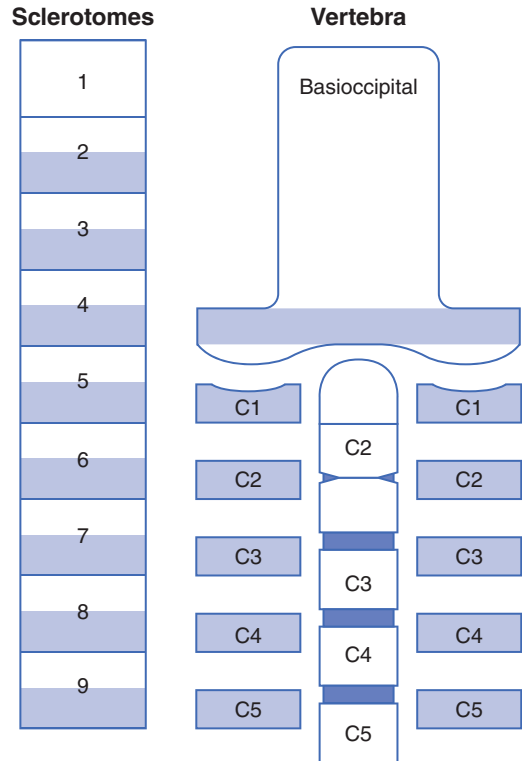 Sclerotomes
Vertebra
1
Basioccipital
2
3
4
5
C1
C1
C2
6
C2
C2
7
C3
C3
C3
8
C4
C4
C4
9
C5
C5
C5